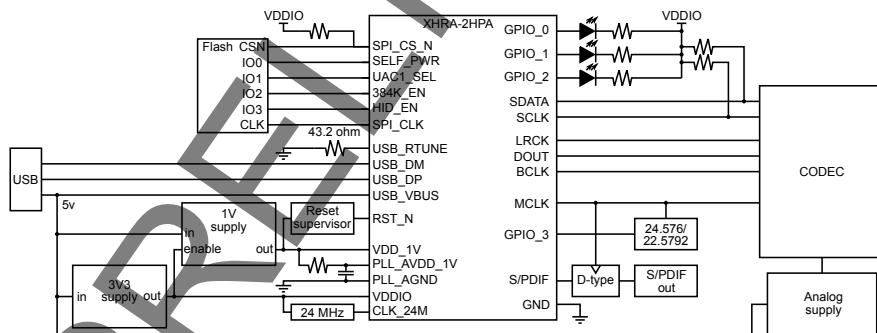 VDDIO
XHRA-2HPA
VDDIO
Flash CSN
IO0
IO1
IO2
IO3
CLK
SPI_CS_N
SELF_PWR
UAC1_SEL
384K_EN
HID_EN
SPI_CLK
43.2 ohm
USB_RTUNE
USB_DM
USB_DP
USB_VBUS
USB
5v
1V
supply
in
enable
out
Reset
supervisor
RST_N
VDD_1V
PLL_AVDD_1V
PLL_AGND
VDDIO
CLK_24M
3V3
supply
in
out
24 MHz
GPIO_0
GPIO_1
GPIO_2
SDATA
SCLK
LRCK
DOUT
BCLK
MCLK
GPIO_3
S/PDIF
GND
24.576/
22.5792
D-type
S/PDIF
out
CODEC
Analog
supply